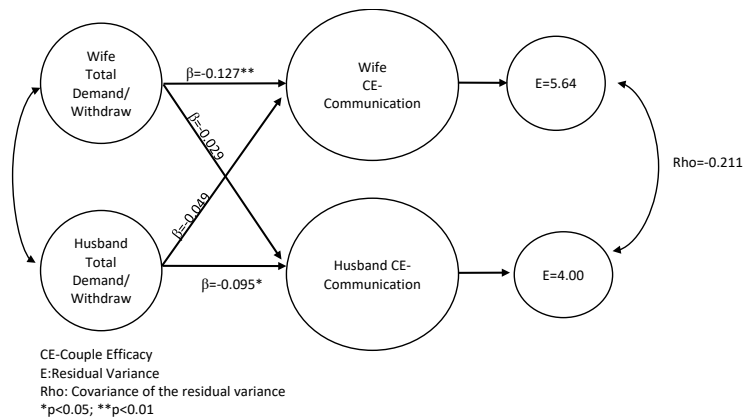 Wife
Total
Demand/
Withdraw
β=-0.127**
Wife
CE-
Communication
E=5.64
β=-0.029
Rho=-0.211
β=-0.049
Husband
Total
Demand/
Withdraw
β=-0.095*
Husband CE-
Communication
E=4.00
CE-Couple Efficacy
E:Residual Variance
Rho: Covariance of the residual variance
*p<0.05; **p<0.01